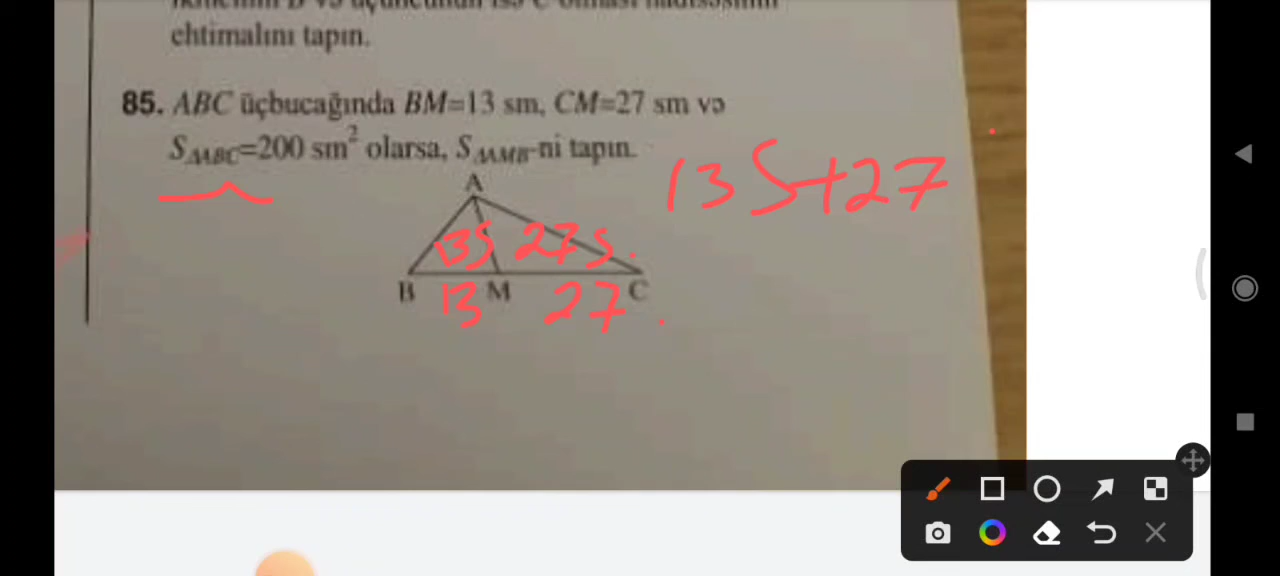 ehtimalını tapın.
85. ABC üçbucağında BM=13 sm, CM=27 sm və
S△ABC=200 sm² olarsa, S△AMB-ni tapın.
13S+27
A
13S 27S.
B M C
13 27 .